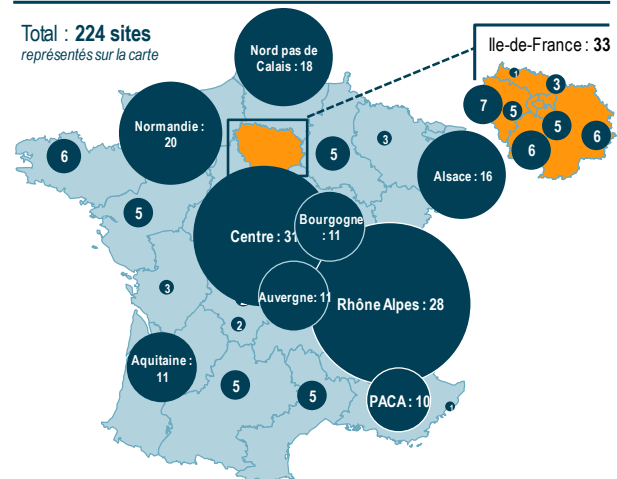 Total : 224 sites
représentés sur la carte
Nord pas de
Calais : 18
Ile-de-France : 33
1
3
7
5
5
6
6
Normandie :
20
6
5
3
Alsace : 16
5
Centre : 31
Bourgogne
: 11
3
Auvergne: 11
Rhône Alpes : 28
2
Aquitaine :
11
5
5
PACA : 10
1